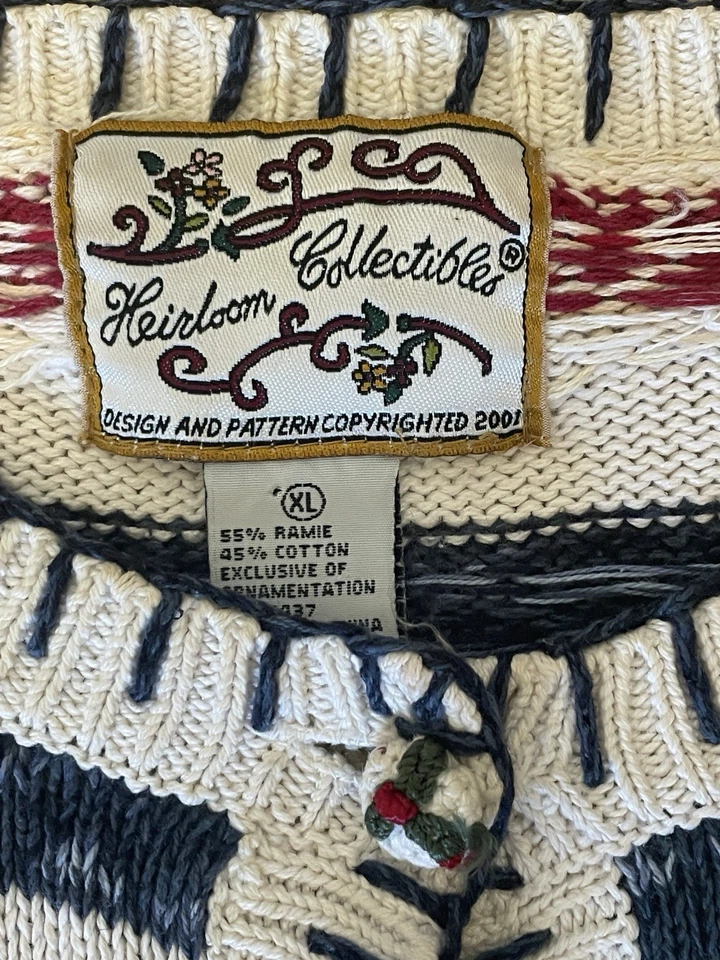 Heirloom Collectibles®
DESIGN AND PATTERN COPYRIGHTED 2001
XL
55% RAMIE
45% COTTON
EXCLUSIVE OF
ORNAMENTATION